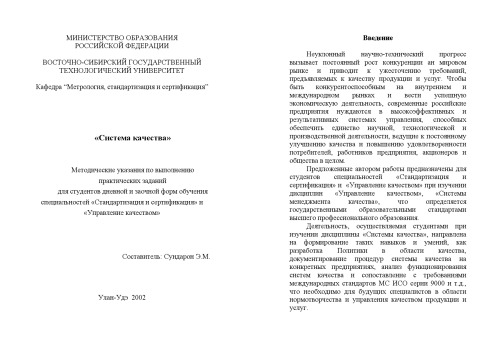 МИНИСТЕРСТВО ОБРАЗОВАНИЯ
РОССИЙСКОЙ ФЕДЕРАЦИИ
ВОСТОЧНО-СИБИРСКИЙ ГОСУДАРСТВЕННЫЙ
ТЕХНОЛОГИЧЕСКИЙ УНИВЕРСИТЕТ
Кафедра "Метрология, стандартизация и сертификация"
«Система качества»
Методические указания по выполнению
практических заданий
для студентов дневной и заочной форм обучения
специальностей «Стандартизация и сертификация» и
«Управление качеством»
Составитель: Сундарон Э.М.
Улан-Удэ 2002
Введение
Неуклонный научно-технический прогресс
вызывает постоянный рост конкуренции ан мировом
рынке и приводит к ужесточению требований,
предъявляемых к качеству продукции и услуг. Чтобы
быть конкурентоспособным на внутреннем и
международном рынках и вести успешную
экономическую деятельность, современные российские
предприятия нуждаются в высокоэффективных и
результативных системах управления, способных
обеспечить единство научной, технологической и
производственной деятельности, ведущие к постоянному
улучшению качества и повышению удовлетворенности
потребителей, работников предприятия, акционеров и
общества в целом.
Предложенные автором работы предназначены для
студентов специальностей «Стандартизация и
сертификация» и «Управление качеством» при изучении
дисциплин «Управление качеством», «Системы
менеджмента качества», что определяется
государственными образовательными стандартами
высшего профессионального образования.
Деятельность, осуществляемая студентами при
изучении дисциплины «Системы качества», направлена
на формирование таких навыков и умений, как
разработка Политики в области качества,
документирование процедур системы качества на
конкретных предприятиях, анализ функционирования
систем качества и сопоставление с требованиями
международных стандартов МС ИСО серии 9000 и т.д.,
что необходимо для будущих специалистов в области
нормотворчества и управления качеством продукции и
услуг.